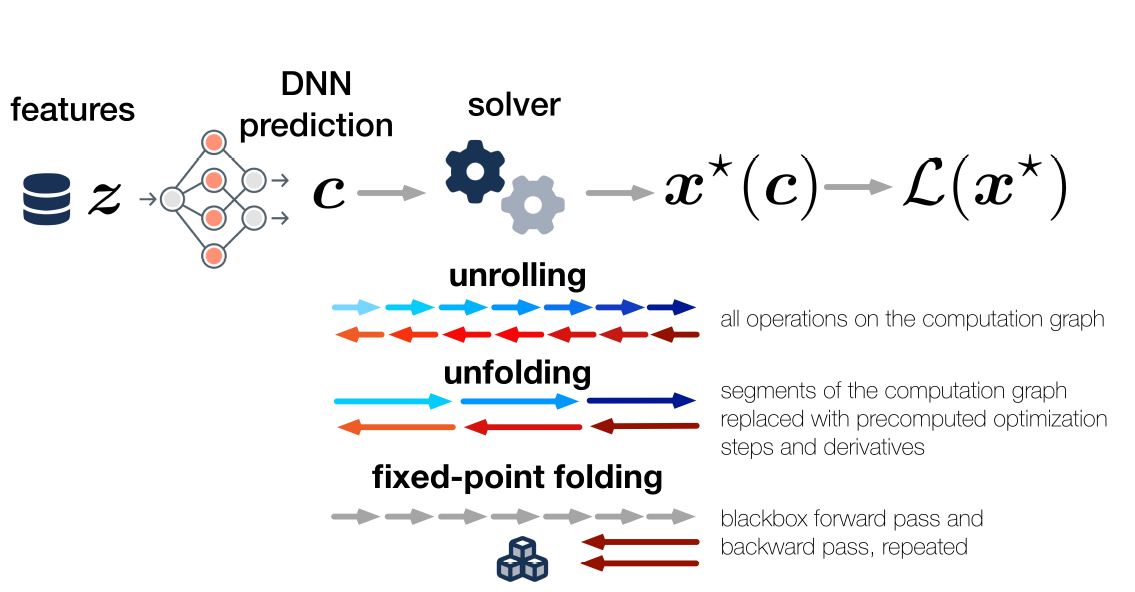 features
DNN
prediction
solver
z
c
x⋆(c)
ℒ(x⋆)
unrolling
all operations on the computation graph
unfolding
segments of the computation graph
replaced with precomputed optimization
steps and derivatives
fixed-point folding
blackbox forward pass and
backward pass, repeated